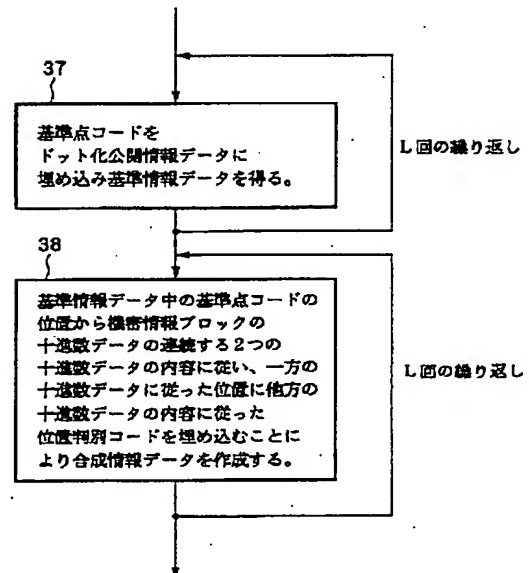 37
基準点コードを
ドット化公開情報データに
埋め込み基準情報データを得る。
L回の繰り返し
38
基準情報データ中の基準点コードの
位置から機密情報ブロックの
十進数データの連続する2つの
十進数データの内容に従い、一方の
十進数データに従った位置に他方の
十進数データの内容に従った
位置判別コードを埋め込むことに
より合成情報データを作成する。
L回の繰り返し